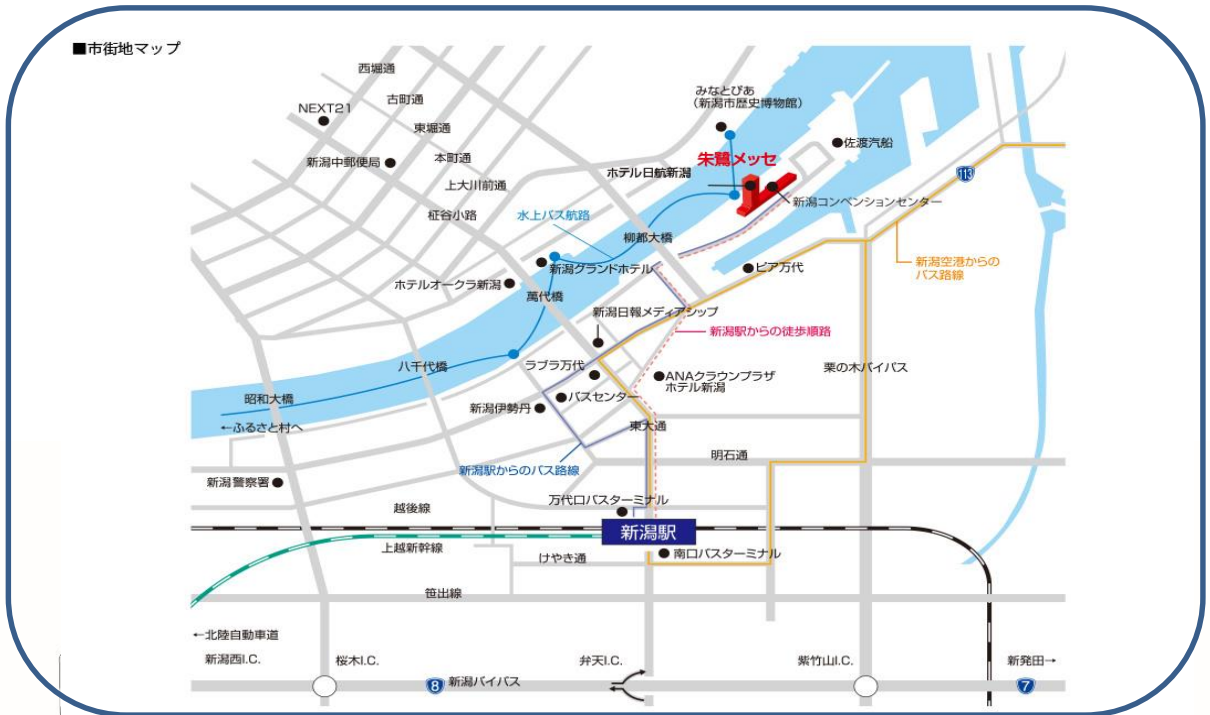 ■市街地マップ
西堀通
NEXT21
古町通
東堀通
新潟中郵便局
本町通
上大川前通
柾谷小路
みなとぴあ
(新潟市歴史博物館)
佐渡汽船
朱鷺メッセ
ホテル日航新潟
新潟コンベンションセンター
113
水上バス航路
柳都大橋
新潟空港からの
バス路線
ピア万代
新潟グランドホテル
ホテルオークラ新潟
萬代橋
新潟日報メディアシップ
新潟駅からの徒歩順路
八千代橋
ラブラ万代
ANAクラウンプラザ
ホテル新潟
栗の木バイパス
昭和大橋
バスセンター
新潟伊勢丹
←ふるさと村へ
東大通
新潟駅からのバス路線
明石通
新潟警察署
万代口バスターミナル
越後線
新潟駅
上越新幹線
けやき通
南口バスターミナル
笹出線
←北陸自動車道
新潟西I.C.
桜木I.C.
弁天I.C.
紫竹山I.C.
新発田→
8
新潟バイパス
7